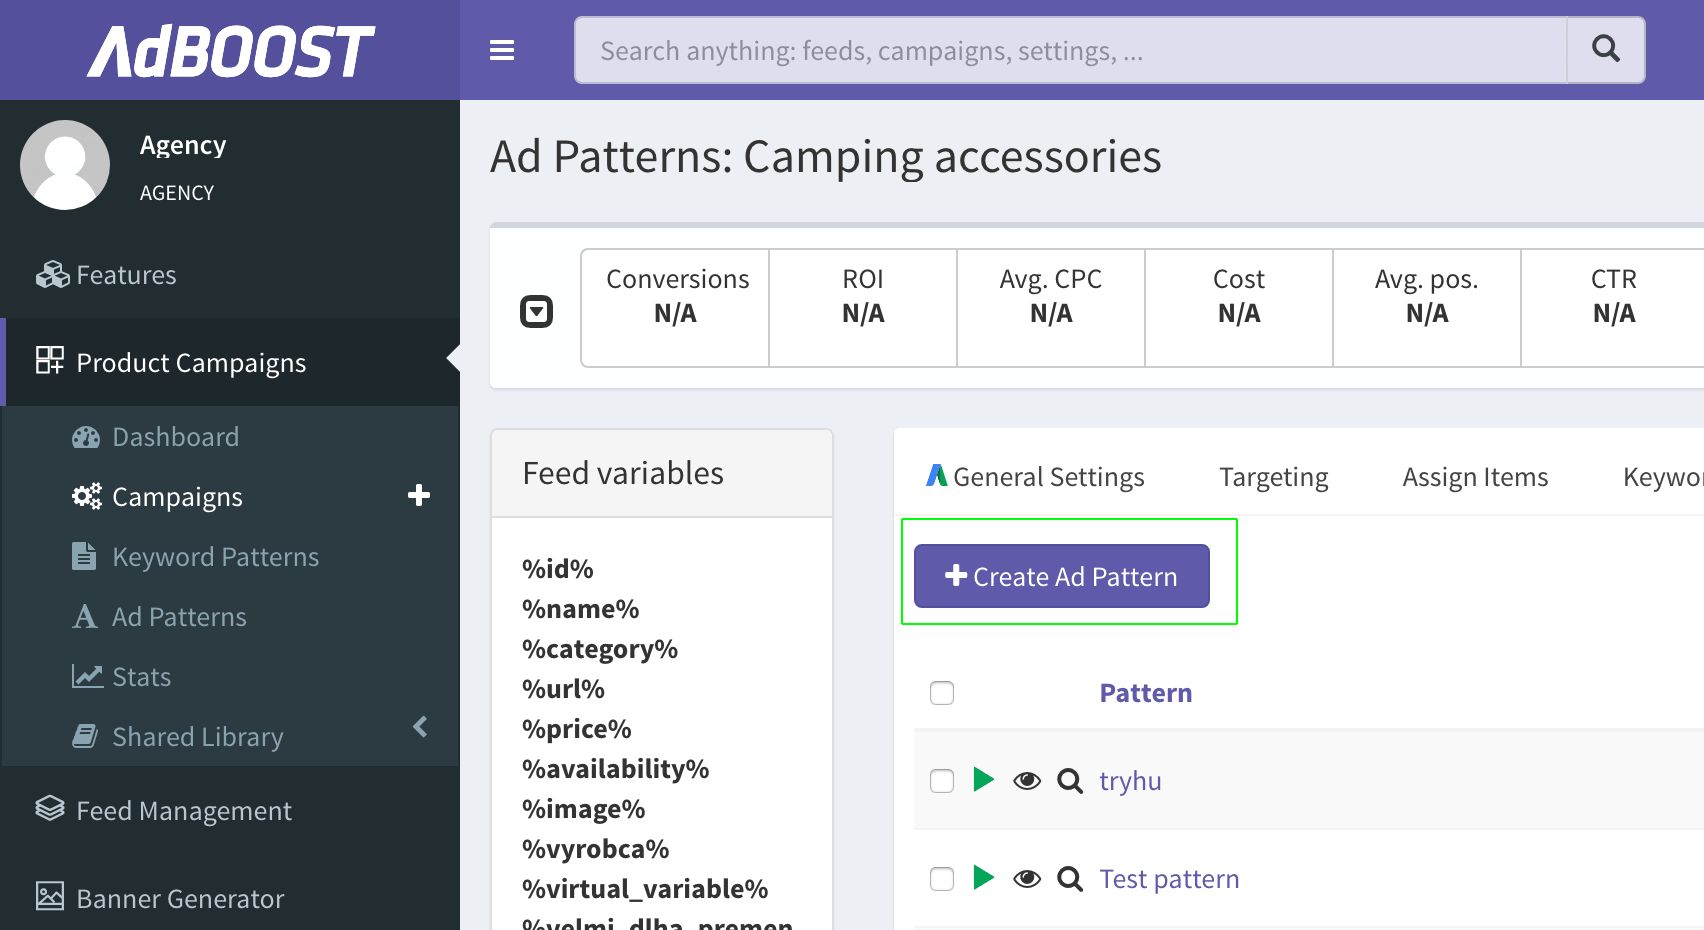 AdBOOST
Search anything: feeds, campaigns, settings, ...
Agency
AGENCY
Features
Product Campaigns
Dashboard
Campaigns
Keyword Patterns
Ad Patterns
Stats
Shared Library
Feed Management
Banner Generator
Ad Patterns: Camping accessories
Conversions ROI Avg. CPC Cost Avg. pos. CTR
N/A N/A N/A N/A N/A N/A
Feed variables
%id%
%name%
%category%
%url%
%price%
%availability%
%image%
%vyrobca%
%virtual_variable%
%velmi_dlha_premen
General Settings Targeting Assign Items Keywor
Create Ad Pattern
Pattern
tryhu
Test pattern